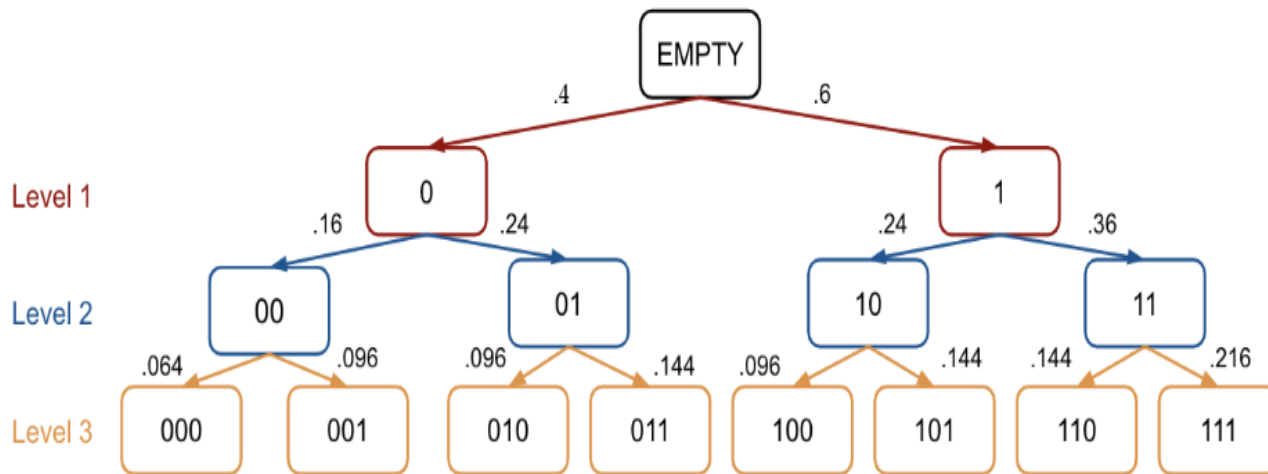 EMPTY
.4 .6
Level 1 0 1
.16 .24 .24 .36
Level 2 00 01 10 11
.064 .096 .096 .144 .096 .144 .144 .216
Level 3 000 001 010 011 100 101 110 111